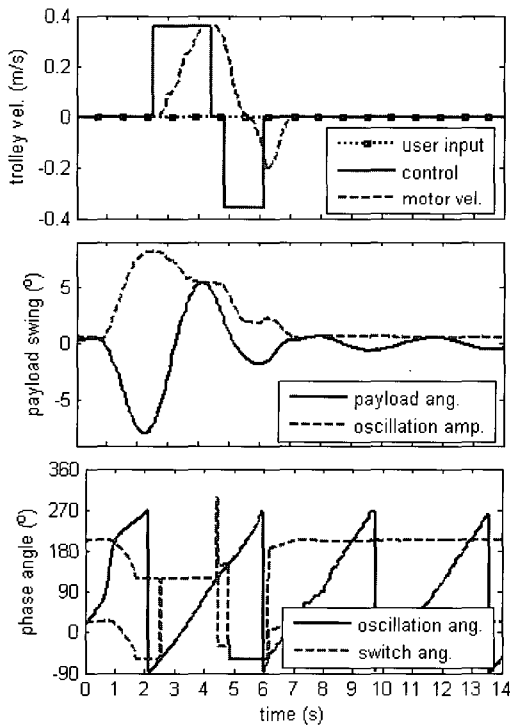 0.4
0.2
0
-0.2
-0.4
trolley vel. (m/s)
user input
control
motor vel.
5
0
-5
payload swing (º)
payload ang.
oscillation amp.
360
270
180
90
0
-90
phase angle (º)
oscillation ang.
switch ang.
0 1 2 3 4 5 6 7 8 9 10 11 12 13 14
time (s)